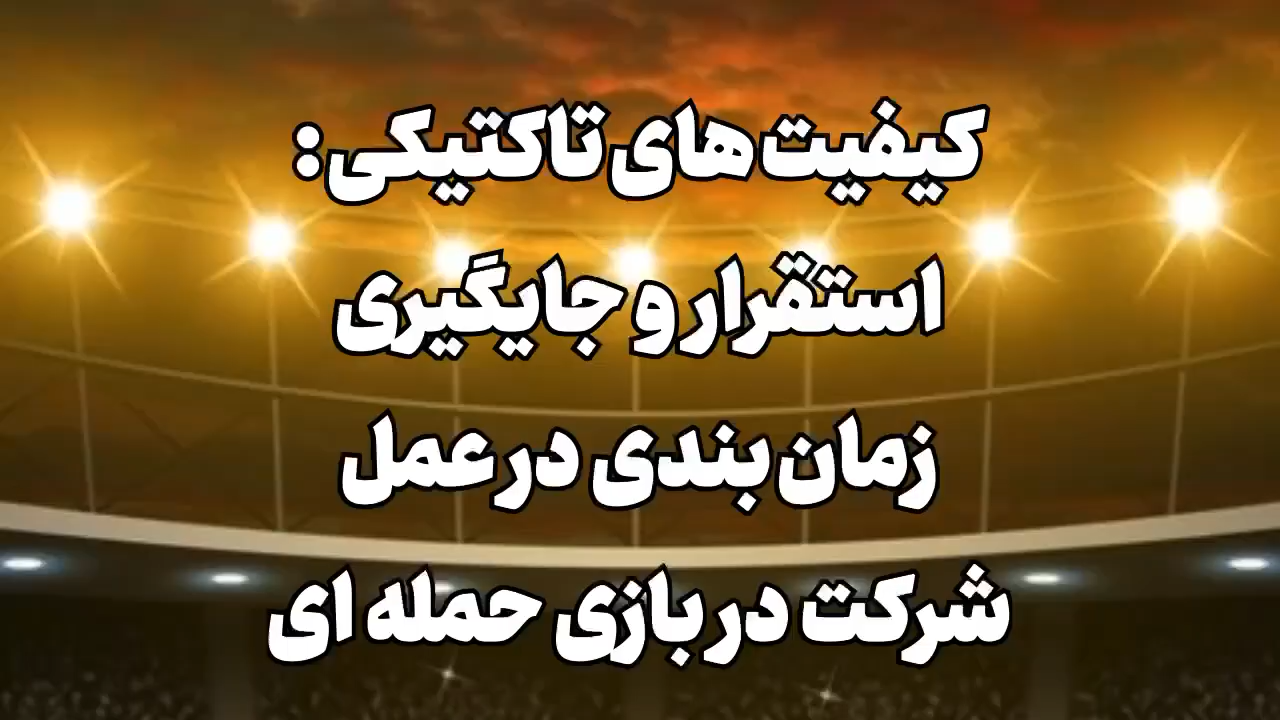 کیفیت های تاکتیکی:
استقرار و جایگیری
زمان بندی در عمل
شرکت در بازی حمله ای